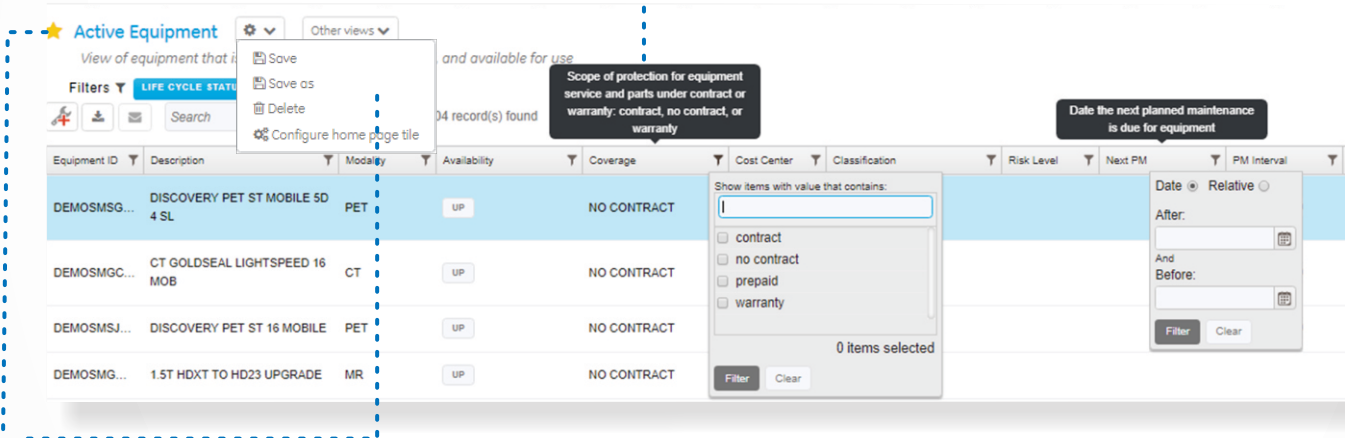 Active Equipment
Other views
View of equipment that i
and available for use
Save
Save as
Delete
Configure home page tile
Filters
LIFE CYCLE STATU
Search
04 record(s) found
Scope of protection for equipment
service and parts under contract or
warranty: contract, no contract, or
warranty
Date the next planned maintenance
is due for equipment
Equipment ID Description Modality Availability Coverage Cost Center Classification Risk Level Next PM PM Interval
DEMOSMSG... DISCOVERY PET ST MOBILE 5D PET UP NO CONTRACT
4 SL
DEMOSMGC... CT GOLDSEAL LIGHTSPEED 16 CT UP NO CONTRACT
MOB
DEMOSMSJ... DISCOVERY PET ST 16 MOBILE PET UP NO CONTRACT
DEMOSMG... 1.5T HDXT TO HD23 UPGRADE MR UP NO CONTRACT
Show items with value that contains:
contract
no contract
prepaid
warranty
0 items selected
Filter Clear
Date Relative
After:
And
Before:
Filter Clear